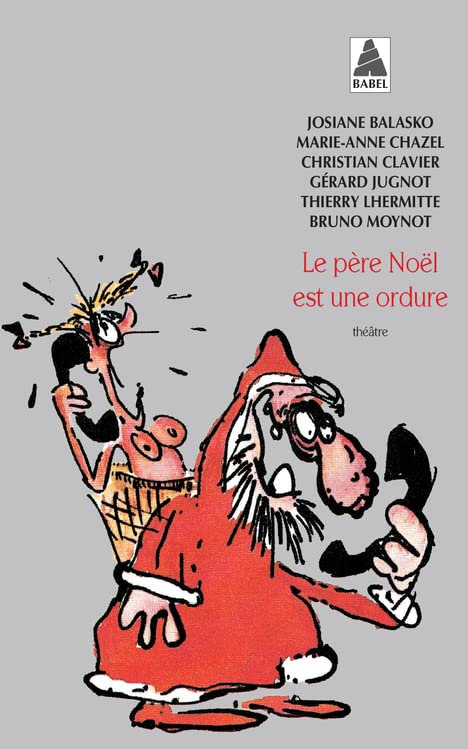 BABEL
JOSIANE BALASKO
MARIE-ANNE CHAZEL
CHRISTIAN CLAVIER
GÉRARD JUGNOT
THIERRY LHERMITTE
BRUNO MOYNOT
Le père Noël
est une ordure
théâtre